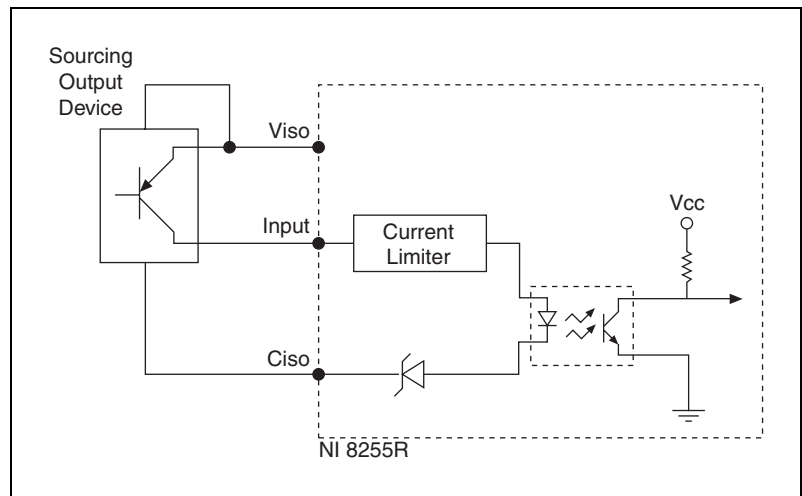 Sourcing
Output
Device
Viso
Input
Current
Limiter
Vcc
Ciso
NI 8255R